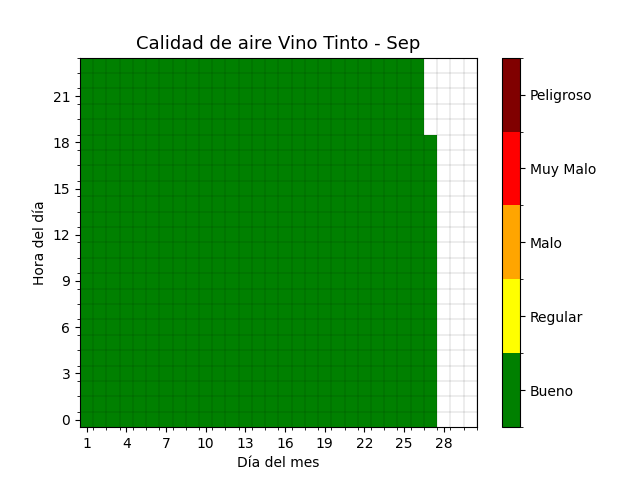 Calidad de aire Vino Tinto - Sep
Hora del día
21
18
15
12
9
6
3
0
1 4 7 10 13 16 19 22 25 28
Día del mes
Peligroso
Muy Malo
Malo
Regular
Bueno